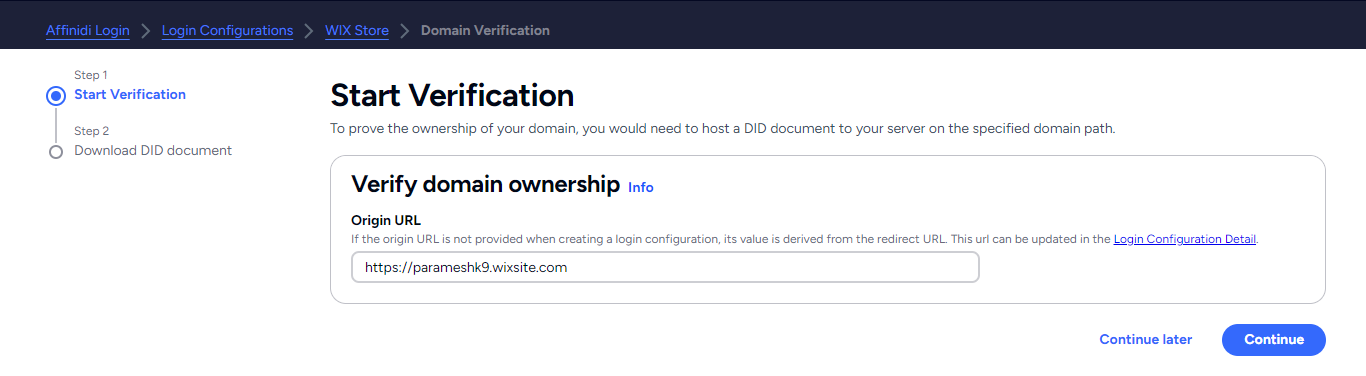 Affinidi Login > Login Configurations > WIX Store > Domain Verification
Step 1
Start Verification
Step 2
Download DID document
Start Verification
To prove the ownership of your domain, you would need to host a DID document to your server on the specified domain path.
Verify domain ownership Info
Origin URL
If the origin URL is not provided when creating a login configuration, its value is derived from the redirect URL. This url can be updated in the Login Configuration Detail.
https://parameshk9.wixsite.com
Continue later Continue